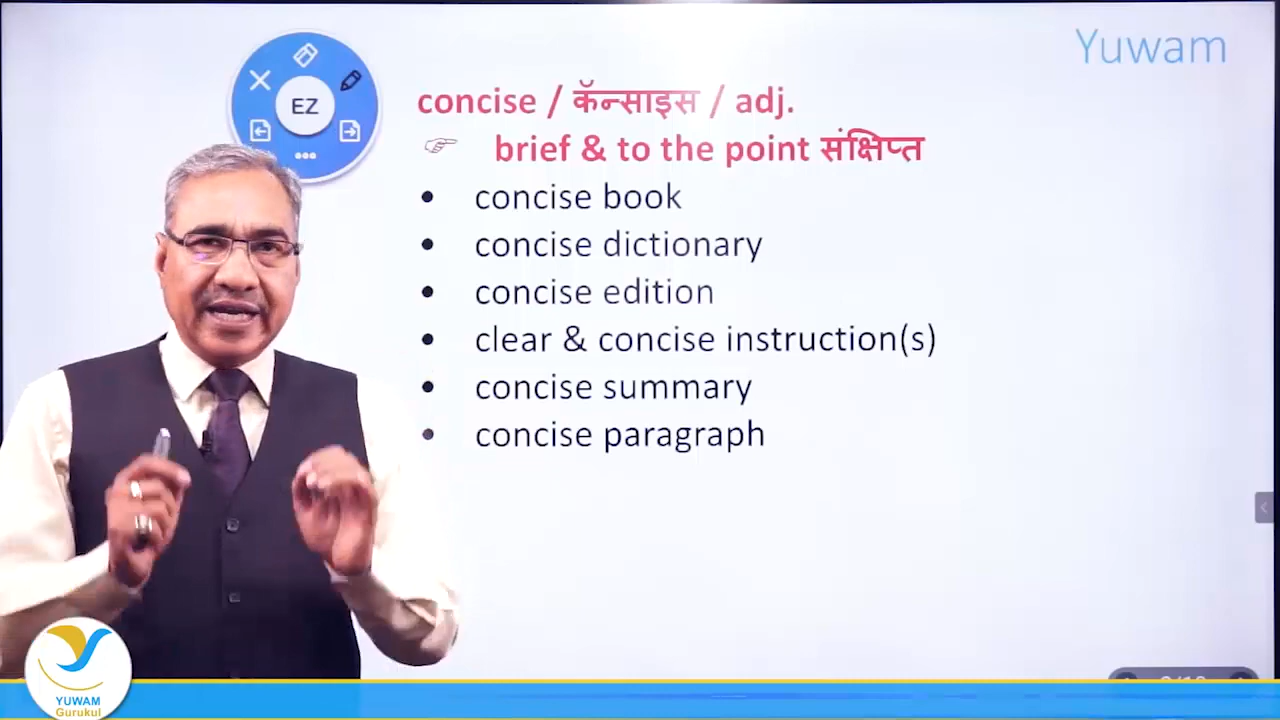 Yuwam
EZ
concise / कॅन्साइस / adj.
☞ brief & to the point संक्षिप्त
• concise book
• concise dictionary
• concise edition
• clear & concise instruction(s)
• concise summary
• concise paragraph
YUWAM
Gurukul